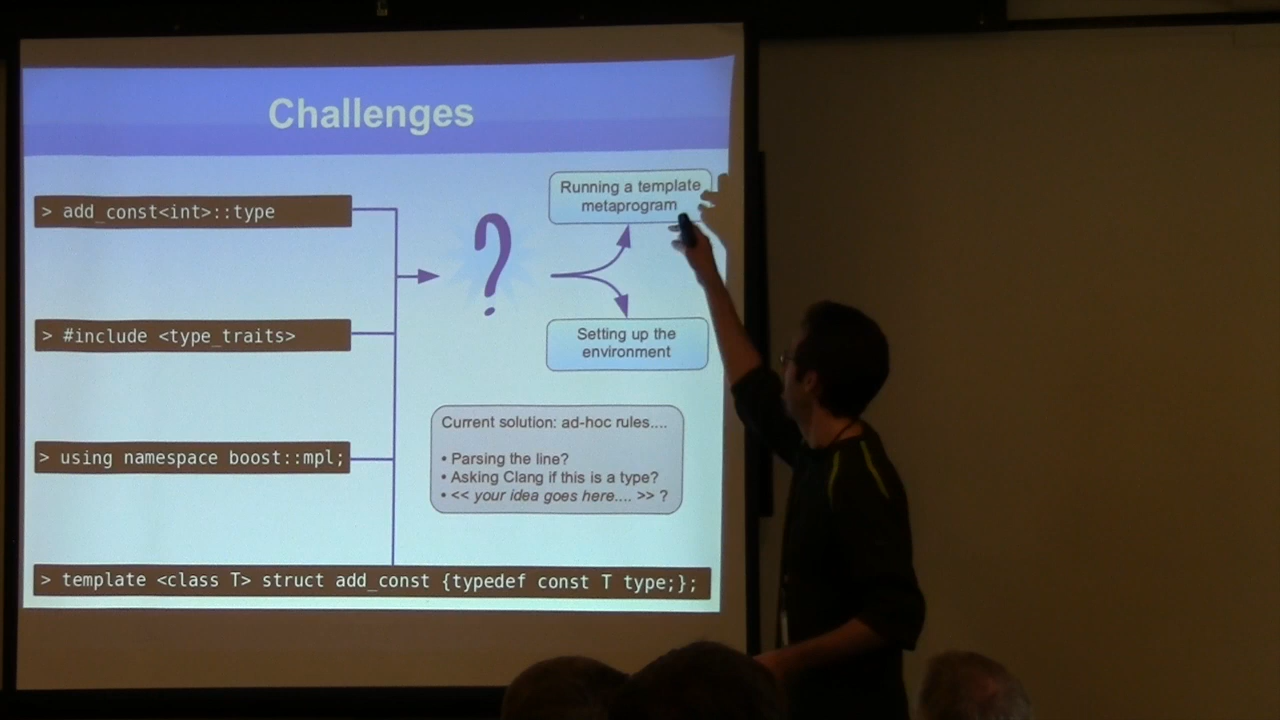 Challenges
> add_const<int>::type
> #include <type_traits>
> using namespace boost::mpl;
> template <class T> struct add_const {typedef const T type;};
?
Running a template
metaprogram
Setting up the
environment
Current solution: ad-hoc rules....
• Parsing the line?
• Asking Clang if this is a type?
• << your idea goes here.... >> ?